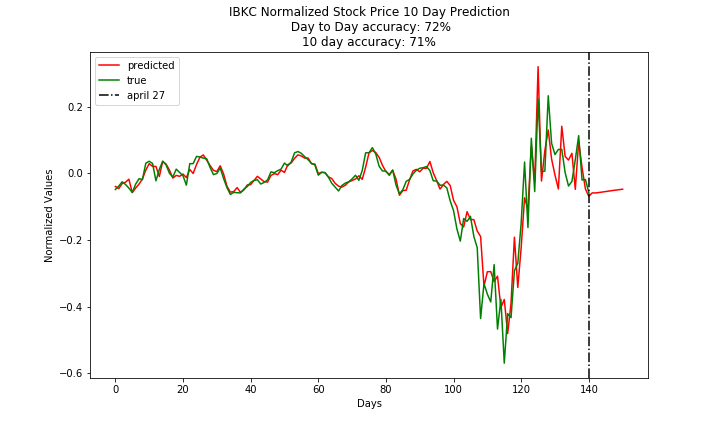 IBKC Normalized Stock Price 10 Day Prediction
Day to Day accuracy: 72%
10 day accuracy: 71%
predicted
true
april 27
Normalized Values
0.2
0.0
−0.2
−0.4
−0.6
0 20 40 60 80 100 120 140
Days